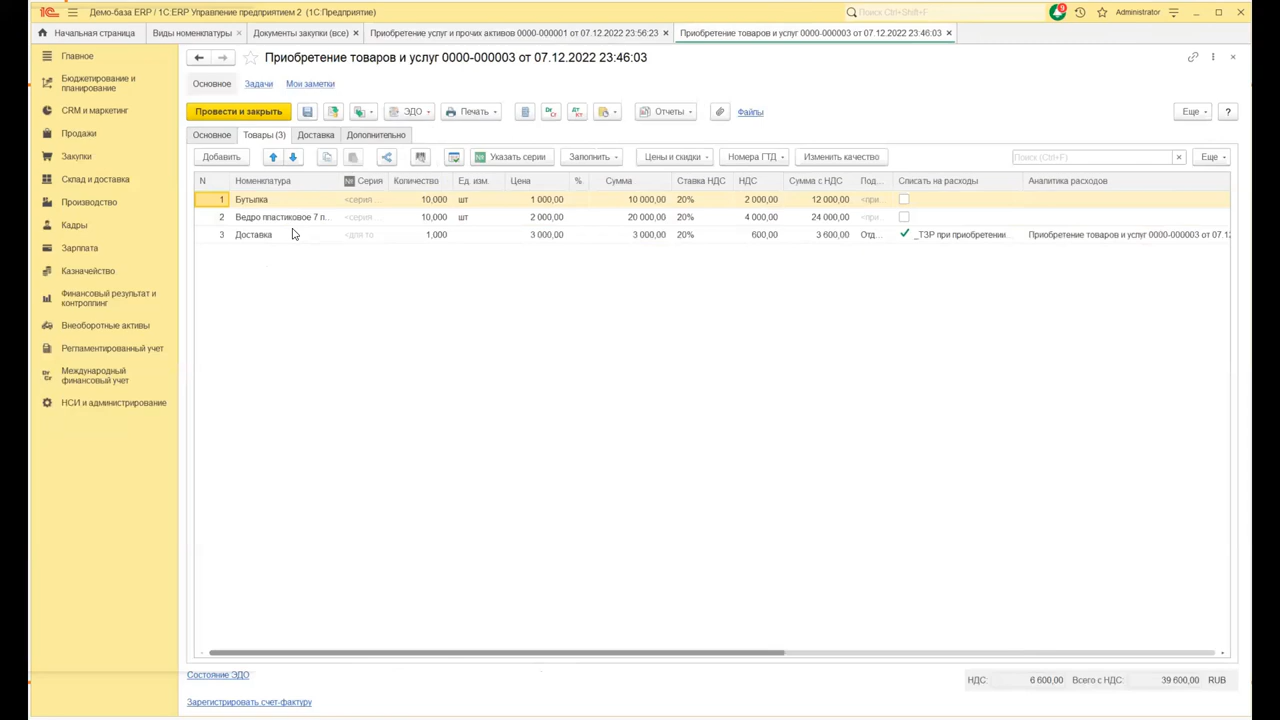 Демо-база ERP / 1С:ERP Управление предприятием 2 (1С:Предприятие)
Поиск Ctrl+Shift+F
Administrator
Начальная страница
Виды номенклатуры ×
Документы закупки (все) ×
Приобретение услуг и прочих активов 0000-000001 от 07.12.2022 23:56:23 ×
Приобретение товаров и услуг 0000-000003 от 07.12.2022 23:46:03 ×
Главное
Бюджетирование и
планирование
CRM и маркетинг
Продажи
Закупки
Склад и доставка
Производство
Кадры
Зарплата
Казначейство
Финансовый результат и
контроллинг
Внеоборотные активы
Регламентированный учет
Международный
финансовый учет
НСИ и администрирование
Приобретение товаров и услуг 0000-000003 от 07.12.2022 23:46:03
Основное Задачи Мои заметки
Провести и закрыть ЭДО Печать Отчеты Файлы Еще ?
Основное Товары (3) Доставка Дополнительно
Добавить Указать серии Заполнить Цены и скидки Номера ГТД Изменить качество Поиск (Ctrl+F) × Еще
N Номенклатура № Серия Количество Ед. изм. Цена % Сумма Ставка НДС НДС Сумма с НДС Под... Списать на расходы Аналитика расходов
1 Бутылка <серия ... 10,000 шт 1 000,00 10 000,00 20% 2 000,00 12 000,00 <при...
2 Ведро пластиковое 7 л... <серия ... 10,000 шт 2 000,00 20 000,00 20% 4 000,00 24 000,00 <при...
3 Доставка <для то 1,000 3 000,00 3 000,00 20% 600,00 3 600,00 Отд... _ТЗР при приобретении... Приобретение товаров и услуг 0000-000003 от 07.12
Состояние ЭДО
НДС: 6 600,00 Всего с НДС: 39 600,00 RUB
Зарегистрировать счет-фактуру